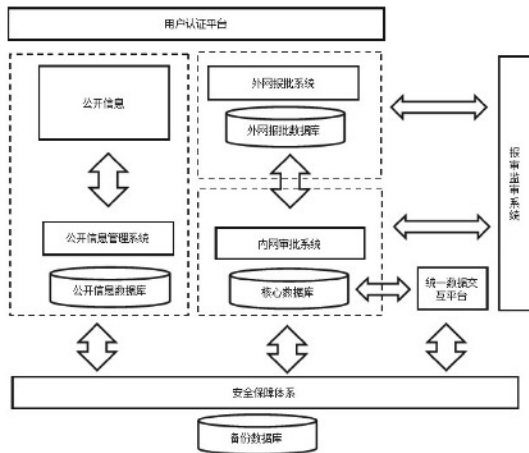 用户认证平台
公开信息
外网报批系统
外网报批数据库
报审监审系统
公开信息管理系统
内网审批系统
公开信息数据库
核心数据库
统一数据交
互平台
安全保障体系
备份数据库